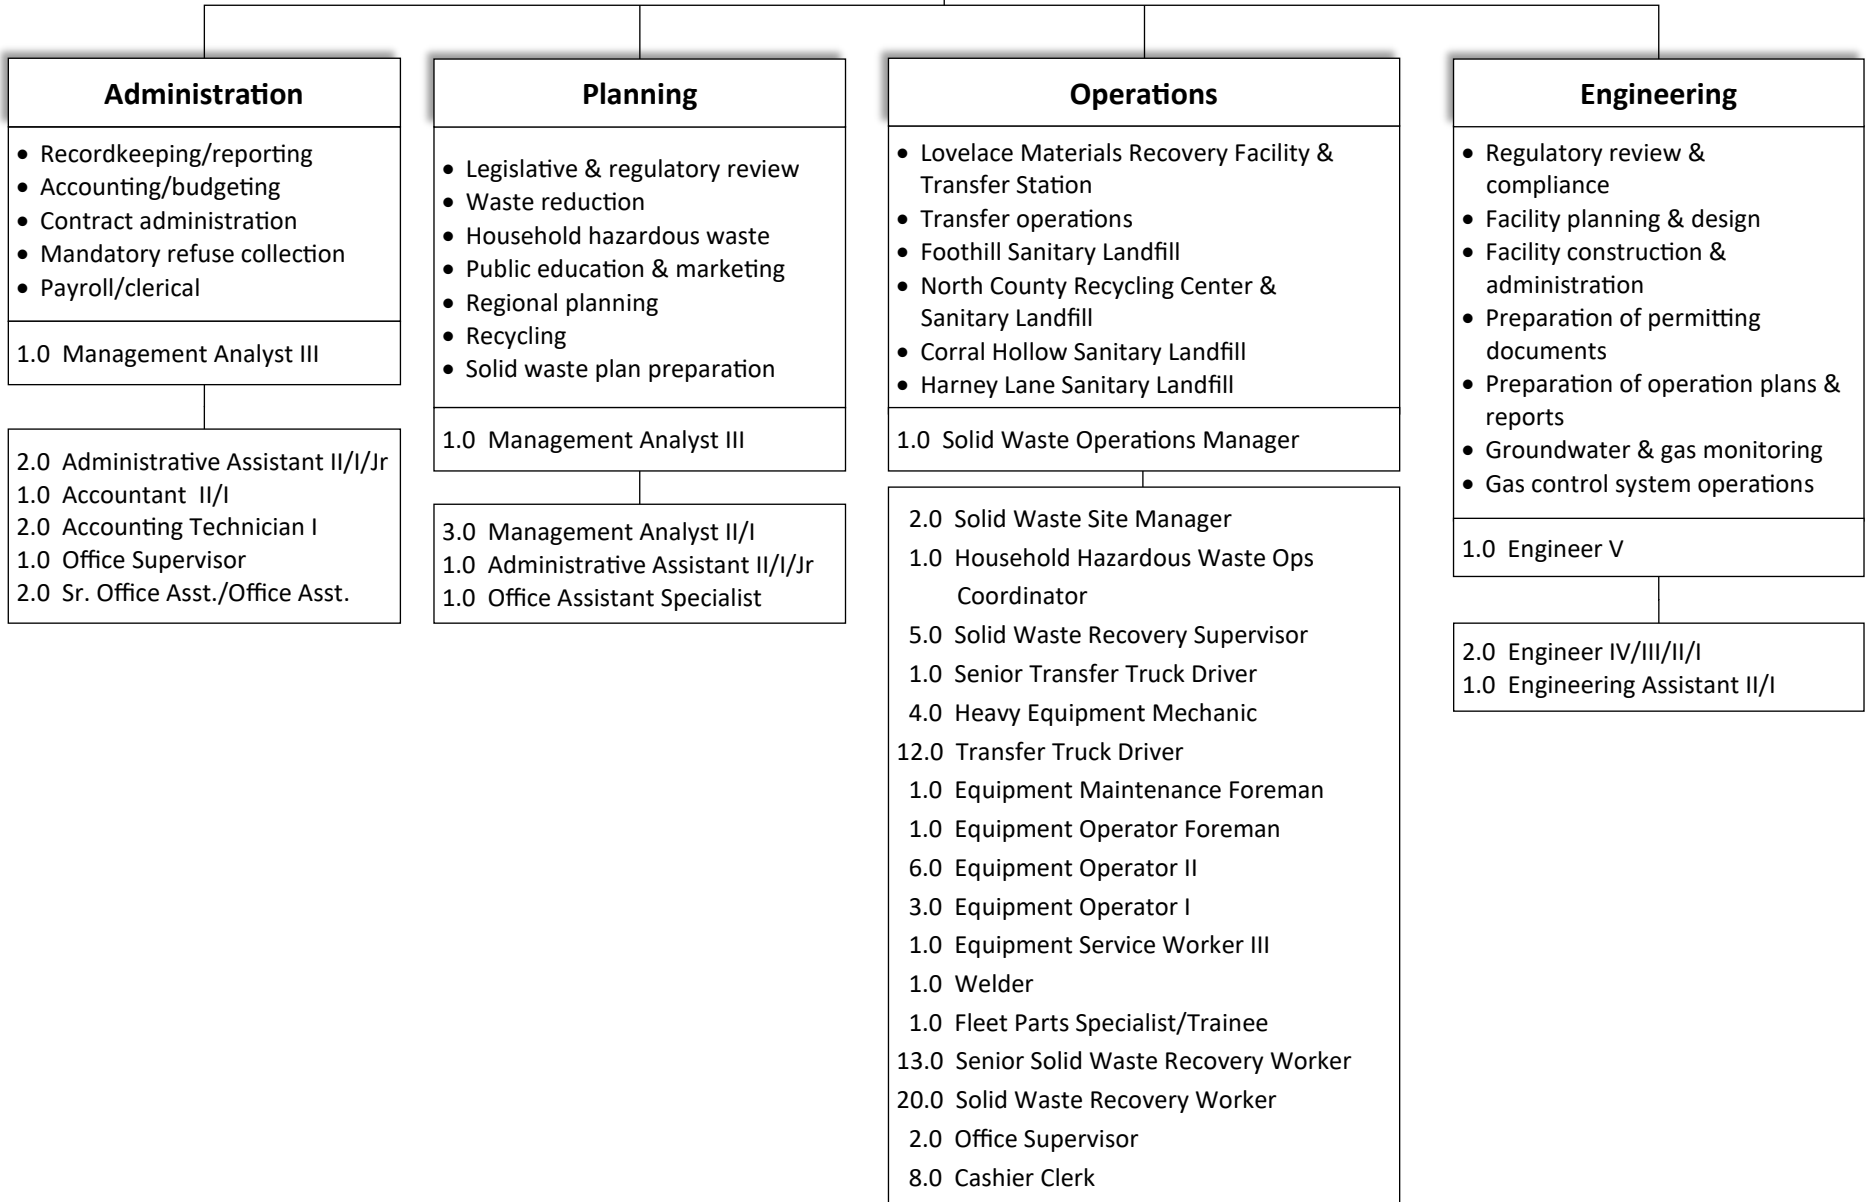 Administration
• Recordkeeping/reporting
• Accounting/budgeting
• Contract administration
• Mandatory refuse collection
• Payroll/clerical
1.0 Management Analyst III
2.0 Administrative Assistant II/I/Jr
1.0 Accountant II/I
2.0 Accounting Technician I
1.0 Office Supervisor
2.0 Sr. Office Asst./Office Asst.
Planning
• Legislative & regulatory review
• Waste reduction
• Household hazardous waste
• Public education & marketing
• Regional planning
• Recycling
• Solid waste plan preparation
1.0 Management Analyst III
3.0 Management Analyst II/I
1.0 Administrative Assistant II/I/Jr
1.0 Office Assistant Specialist
Operations
• Lovelace Materials Recovery Facility &
Transfer Station
• Transfer operations
• Foothill Sanitary Landfill
• North County Recycling Center &
Sanitary Landfill
• Corral Hollow Sanitary Landfill
• Harney Lane Sanitary Landfill
1.0 Solid Waste Operations Manager
2.0 Solid Waste Site Manager
1.0 Household Hazardous Waste Ops
Coordinator
5.0 Solid Waste Recovery Supervisor
1.0 Senior Transfer Truck Driver
4.0 Heavy Equipment Mechanic
12.0 Transfer Truck Driver
1.0 Equipment Maintenance Foreman
1.0 Equipment Operator Foreman
6.0 Equipment Operator II
3.0 Equipment Operator I
1.0 Equipment Service Worker III
1.0 Welder
1.0 Fleet Parts Specialist/Trainee
13.0 Senior Solid Waste Recovery Worker
20.0 Solid Waste Recovery Worker
2.0 Office Supervisor
8.0 Cashier Clerk
Engineering
• Regulatory review &
compliance
• Facility planning & design
• Facility construction &
administration
• Preparation of permitting
documents
• Preparation of operation plans &
reports
• Groundwater & gas monitoring
• Gas control system operations
1.0 Engineer V
2.0 Engineer IV/III/II/I
1.0 Engineering Assistant II/I